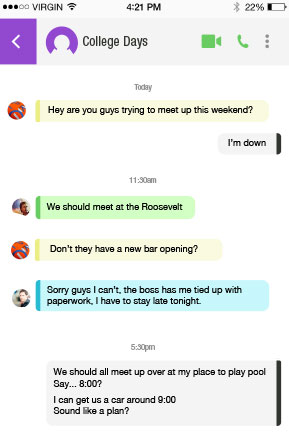 VIRGIN 4:21 PM 22%
College Days
Today
Hey are you guys trying to meet up this weekend?
I'm down
11:30am
We should meet at the Roosevelt
Don't they have a new bar opening?
Sorry guys I can't, the boss has me tied up with
paperwork, I have to stay late tonight.
5:30pm
We should all meet up over at my place to play pool
Say... 8:00?
I can get us a car around 9:00
Sound like a plan?